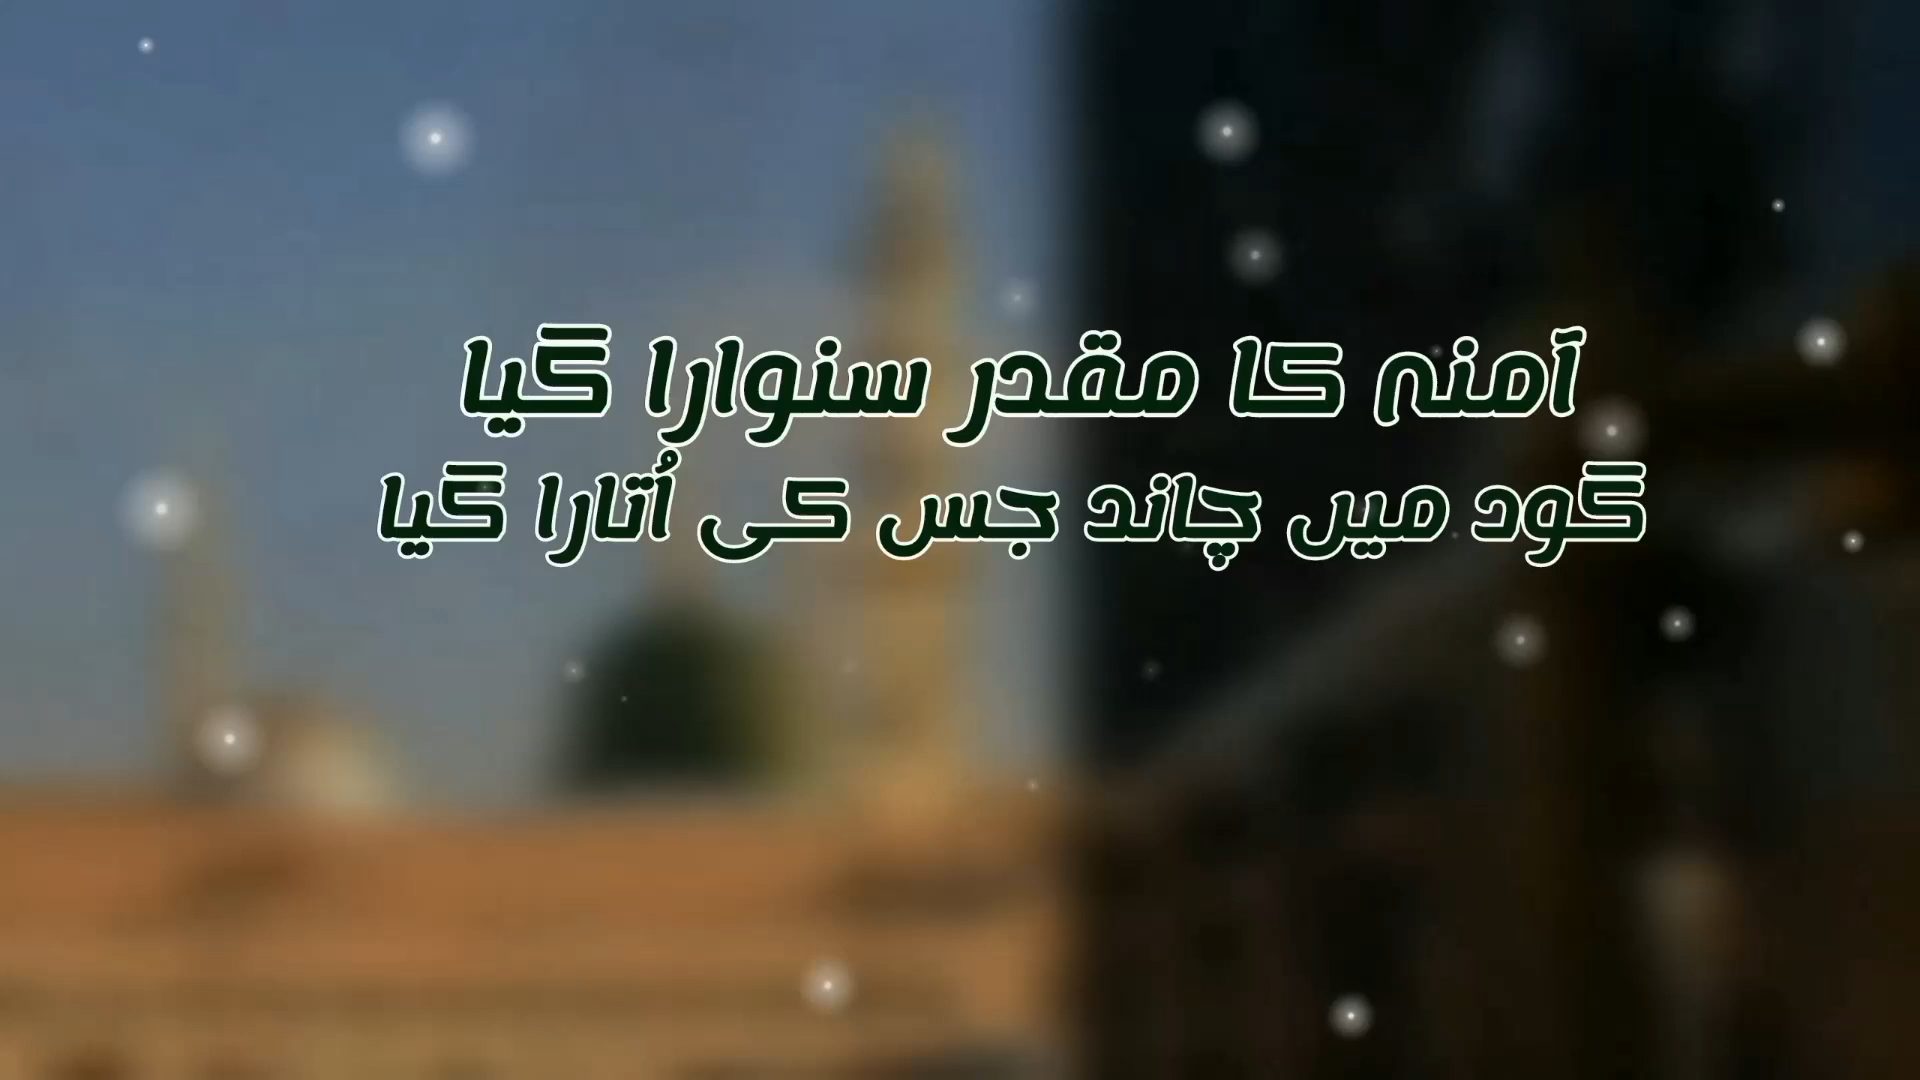 آمنہ کا مقدر سنوارا گیا
گود میں چاند جس کی اُتارا گیا